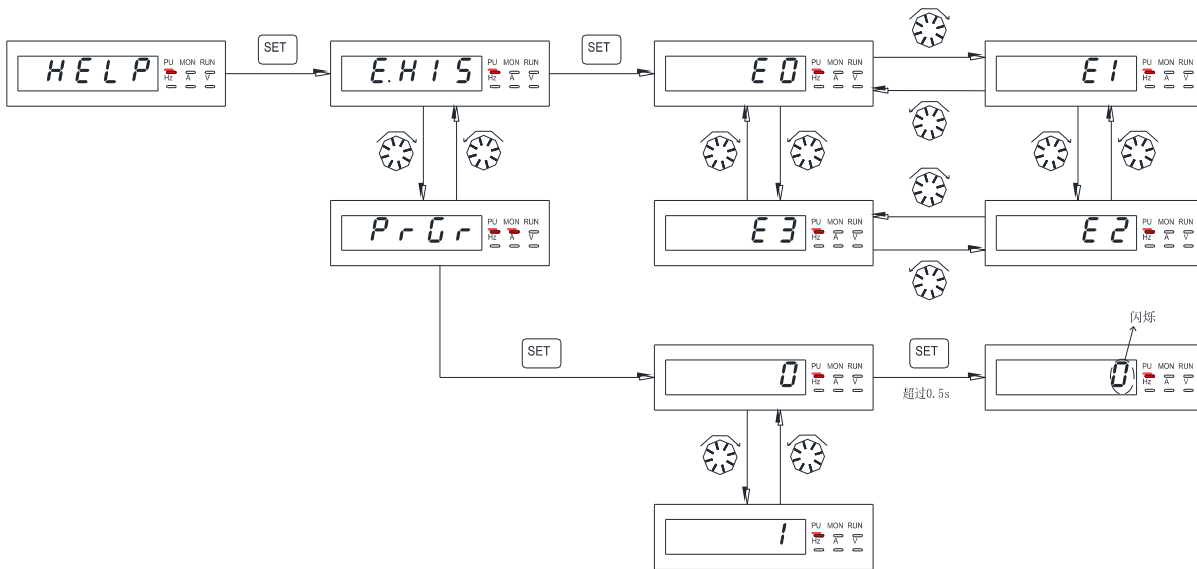 SET
SET
HELP
PU MON RUN
Hz A V
E.HIS
PU MON RUN
Hz A V
E0
PU MON RUN
Hz A V
E1
PU MON RUN
Hz A V
PrGr
PU MON RUN
Hz A V
E3
PU MON RUN
Hz A V
E2
PU MON RUN
Hz A V
闪烁
SET
0
PU MON RUN
Hz A V
SET
超过0.5s
0
PU MON RUN
Hz A V
1
PU MON RUN
Hz A V